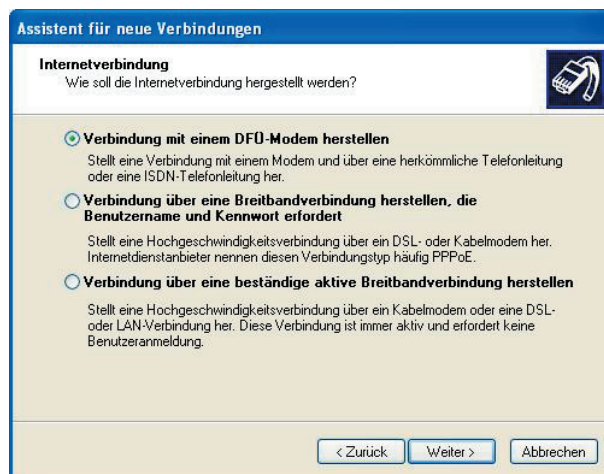 Assistent für neue Verbindungen
Internetverbindung
Wie soll die Internetverbindung hergestellt werden?
Verbindung mit einem DFÜ-Modem herstellen
Stellt eine Verbindung mit einem Modem und über eine herkömmliche Telefonleitung
oder eine ISDN-Telefonleitung her.
Verbindung über eine Breitbandverbindung herstellen, die
Benutzername und Kennwort erfordert
Stellt eine Hochgeschwindigkeitsverbindung über ein DSL- oder Kabelmodem her.
Internetdienstanbieter nennen diesen Verbindungstyp häufig PPPoE.
Verbindung über eine beständige aktive Breitbandverbindung herstellen
Stellt eine Hochgeschwindigkeitsverbindung über ein Kabelmodem oder eine DSL-
oder LAN-Verbindung her. Diese Verbindung ist immer aktiv und erfordert keine
Benutzeranmeldung.
< Zurück Weiter > Abbrechen